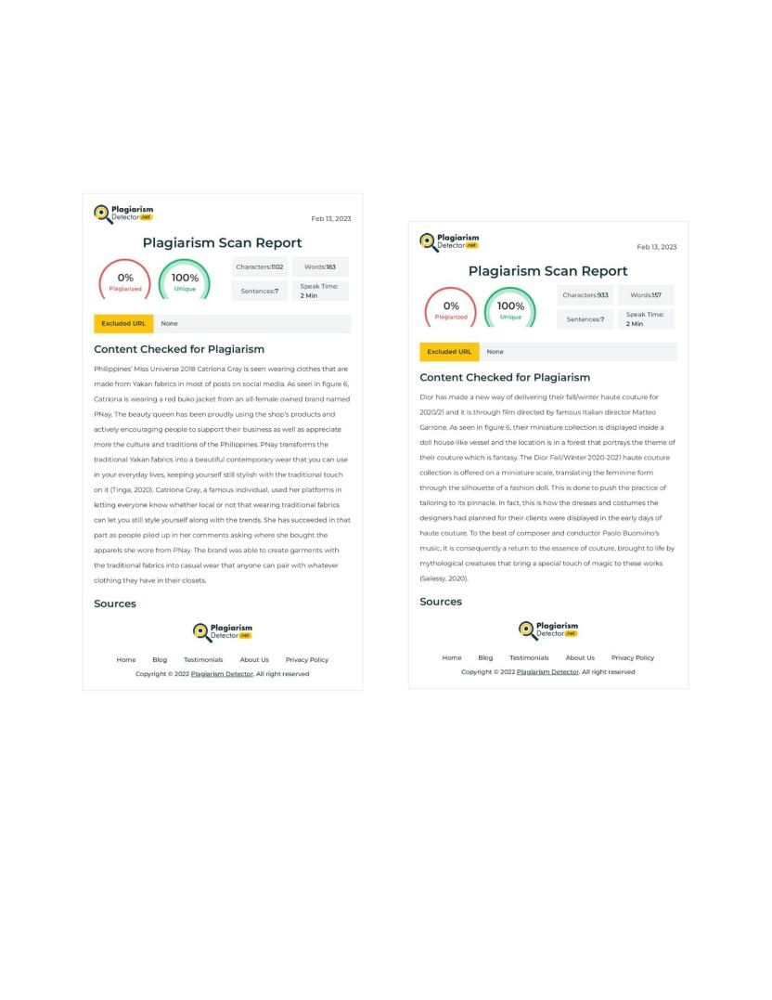 Plagiarism
Detector.net
Feb 13, 2023
Plagiarism Scan Report
0%
Plagiarized
100%
Unique
Characters:1102
Words:183
Sentences:7
Speak Time:
2 Min
Excluded URL
None
Content Checked for Plagiarism
Philippines' Miss Universe 2018 Catriona Gray is seen wearing clothes that are
made from Yakan fabrics in most of posts on social media. As seen in figure 6,
Catriona is wearing a red buko jacket from an all-female owned brand named
PNay. The beauty queen has been proudly using the shop's products and
actively encouraging people to support their business as well as appreciate
more the culture and traditions of the Philippines. PNay transforms the
traditional Yakan fabrics into a beautiful contemporary wear that you can use
in your everyday lives, keeping yourself still stylish with the traditional touch
on it (Tinga, 2020). Catriona Gray, a famous individual, used her platforms in
letting everyone know whether local or not that wearing traditional fabrics
can let you still style yourself along with the trends. She has succeeded in that
part as people piled up in her comments asking where she bought the
apparels she wore from PNay. The brand was able to create garments with
the traditional fabrics into casual wear that anyone can pair with whatever
clothing they have in their closets.
Sources
Plagiarism
Detector.net
Home Blog Testimonials About Us Privacy Policy
Copyright © 2022 Plagiarism Detector. All right reserved
Plagiarism
Detector.net
Feb 13, 2023
Plagiarism Scan Report
0%
Plagiarized
100%
Unique
Characters:933
Words:157
Sentences:7
Speak Time:
2 Min
Excluded URL
None
Content Checked for Plagiarism
Dior has made a new way of delivering their fall/winter haute couture for
2020/21 and it is through film directed by famous Italian director Matteo
Garrone. As seen in figure 6, their miniature collection is displayed inside a
doll house-like vessel and the location is in a forest that portrays the theme of
their couture which is fantasy. The Dior Fall/Winter 2020-2021 haute couture
collection is offered on a miniature scale, translating the feminine form
through the silhouette of a fashion doll. This is done to push the practice of
tailoring to its pinnacle. In fact, this is how the dresses and costumes the
designers had planned for their clients were displayed in the early days of
haute couture. To the beat of composer and conductor Paolo Buonvino's
music, it is consequently a return to the essence of couture, brought to life by
mythological creatures that bring a special touch of magic to these works
(Salessy, 2020).
Sources
Plagiarism
Detector.net
Home Blog Testimonials About Us Privacy Policy
Copyright © 2022 Plagiarism Detector. All right reserved